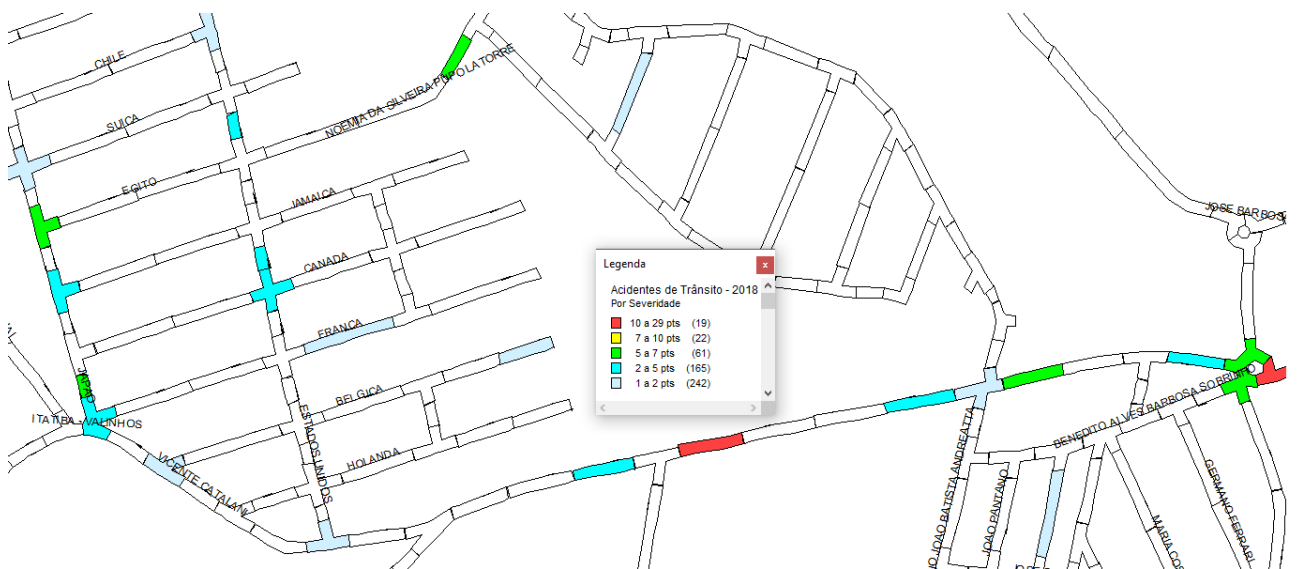 CHILE
SUICA
EGITO
NOEMIA DA SILVEIRA PUPO LA TORRE
JAMAICA
CANADA
FRANCA
BELGICA
HOLANDA
JAPAO
ITATIBA - VALINHOS
VICENTE CATALANI
ESTADOS UNIDOS
JOSE BARBOS
Legenda
x
Acidentes de Trânsito - 2018
Por Severidade
10 a 29 pts (19)
7 a 10 pts (22)
5 a 7 pts (61)
2 a 5 pts (165)
1 a 2 pts (242)
BENEDITO ALVES BARBOSA SOBRINHO
JOAO BATISTA ANDREATTA
JOAO PANTANO
MARIA COS
GERMANO FERRARI